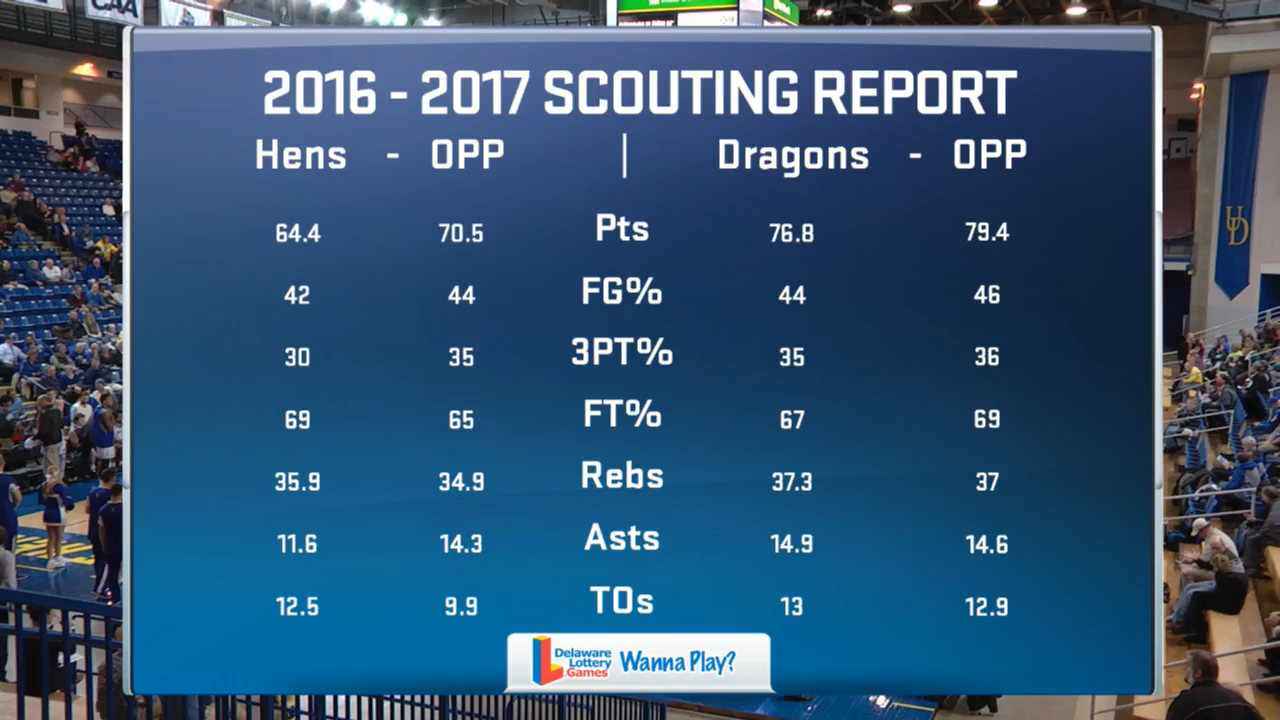 CAA
2016 - 2017 SCOUTING REPORT
Hens - OPP | Dragons - OPP
64.4 70.5 Pts 76.8 79.4
42 44 FG% 44 46
30 35 3PT% 35 36
69 65 FT% 67 69
35.9 34.9 Rebs 37.3 37
11.6 14.3 Asts 14.9 14.6
12.5 9.9 TOs 13 12.9
Delaware
Lottery
Games
Wanna Play?
UD